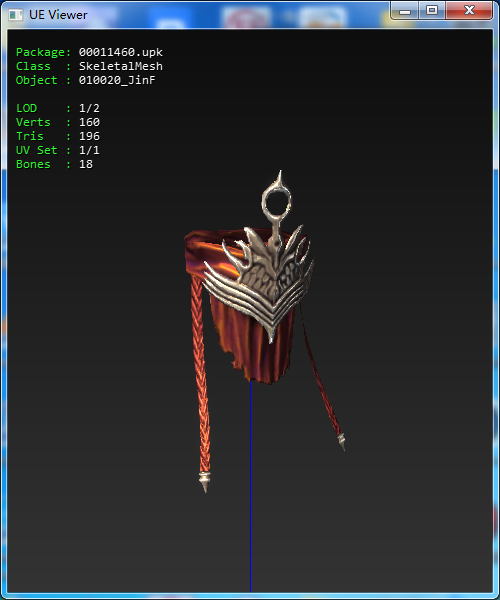 UE Viewer
Package: 00011460.upk
Class : SkeletalMesh
Object : 010020_JinF
LOD : 1/2
Verts : 160
Tris : 196
UV Set : 1/1
Bones : 18